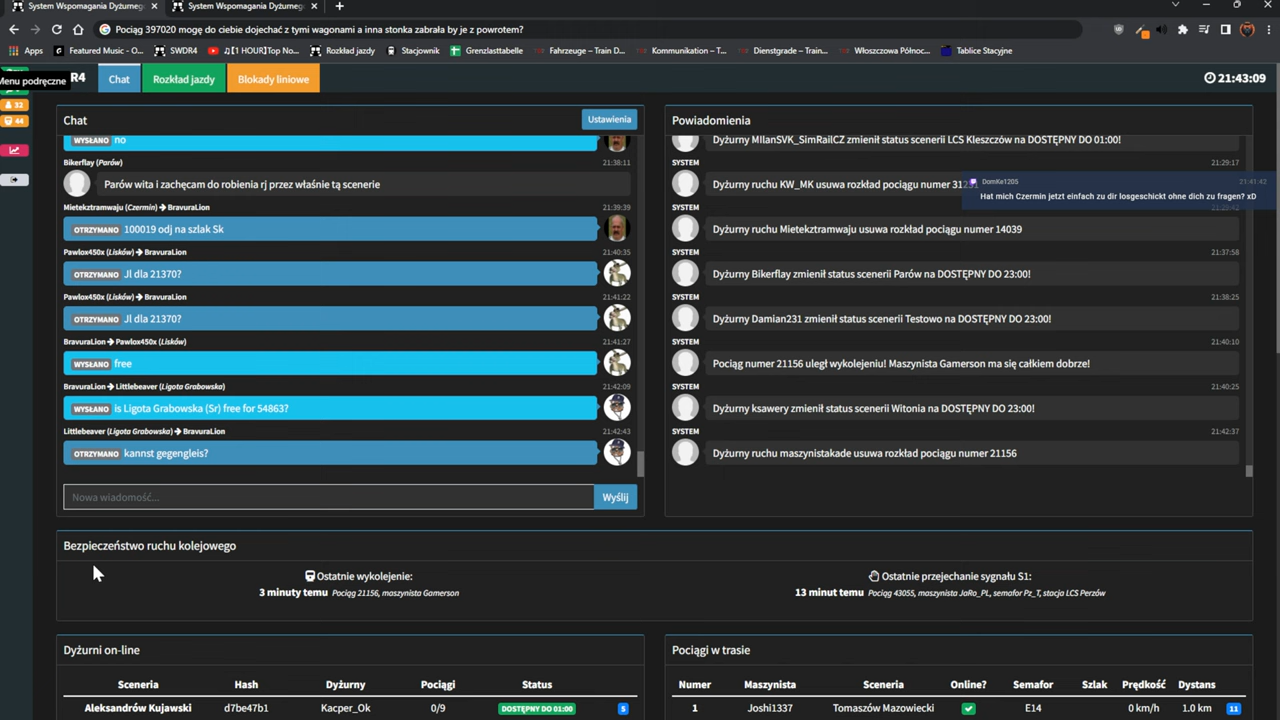 System Wspomagania Dyżurnego
System Wspomagania Dyżurnego
Pociąg 397020 mogę do ciebie dojechać z tymi wagonami a inna stonka zabrała by je z powrotem?
Apps
Featured Music - O...
SWDR4
♫[1 HOUR]Top No...
Rozkład jazdy
Stacjownik
Grenzlasttabelle
Fahrzeuge – Train D...
Kommunikation – T...
Dienstgrade – Train...
Włoszczowa Północ...
Tablice Stacyjne
Menu podręczne
R4
Chat
Rozkład jazdy
Blokady liniowe
21:43:09
32
44
Chat
Ustawienia
WYSŁANO no
Bikerflay (Parów)
21:38:11
Parów wita i zachęcam do robienia rj przez właśnie tą scenerie
Mietekztramwaju (Czermin) → BravuraLion
21:39:39
OTRZYMANO 100019 odj na szlak Sk
Pawlox450x (Lisków) → BravuraLion
21:40:35
OTRZYMANO Jl dla 21370?
Pawlox450x (Lisków) → BravuraLion
21:41:22
OTRZYMANO Jl dla 21370?
BravuraLion → Pawlox450x (Lisków)
21:41:27
WYSŁANO free
BravuraLion → Littlebeaver (Ligota Grabowska)
21:42:09
WYSŁANO is Ligota Grabowska (Sr) free for 54863?
Littlebeaver (Ligota Grabowska) → BravuraLion
21:42:43
OTRZYMANO kannst gegengleis?
Nowa wiadomość...
Wyślij
Powiadomienia
Dyżurny MIlanSVK_SimRailCZ zmienił status scenerii LCS Kleszczów na DOSTĘPNY DO 01:00!
SYSTEM
21:29:17
Dyżurny ruchu KW_MK usuwa rozkład pociągu numer
DomKe1205
21:41:42
Hat mich Czermin jetzt einfach zu dir losgeschickt ohne dich zu fragen? xD
SYSTEM
Dyżurny ruchu Mietekztramwaju usuwa rozkład pociągu numer 14039
SYSTEM
21:37:58
Dyżurny Bikerflay zmienił status scenerii Parów na DOSTĘPNY DO 23:00!
SYSTEM
21:38:25
Dyżurny Damian231 zmienił status scenerii Testowo na DOSTĘPNY DO 23:00!
SYSTEM
21:40:10
Pociąg numer 21156 uległ wykolejeniu! Maszynista Gamerson ma się całkiem dobrze!
SYSTEM
21:40:25
Dyżurny ksawery zmienił status scenerii Witonia na DOSTĘPNY DO 23:00!
SYSTEM
21:42:37
Dyżurny ruchu maszynistakade usuwa rozkład pociągu numer 21156
Bezpieczeństwo ruchu kolejowego
Ostatnie wykolejenie:
3 minuty temu Pociąg 21156, maszynista Gamerson
Ostatnie przejechanie sygnału S1:
13 minut temu Pociąg 43055, maszynista JaRo_PL, semafor Pz_T, stacja LCS Perzów
Dyżurni on-line
Sceneria Hash Dyżurny Pociągi Status
Aleksandrów Kujawski d7be47b1 Kacper_Ok 0/9 DOSTĘPNY DO 01:00 5
Pociągi w trasie
Numer Maszynista Sceneria Online? Semafor Szlak Prędkość Dystans
1 Joshi1337 Tomaszów Mazowiecki E14 0 km/h 1.0 km 11